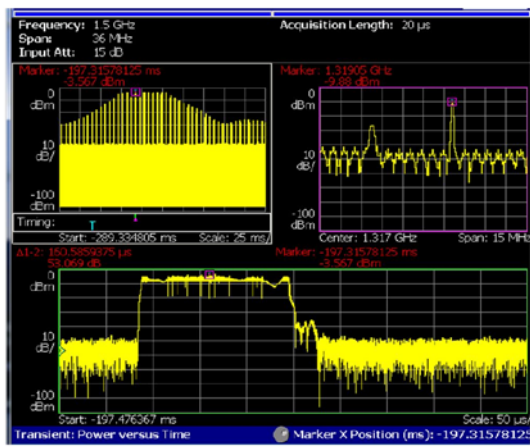 Frequency: 1.5 GHz
Span: 36 MHz
Input Att: 15 dB
Acquisition Length: 20 µs
Marker: -197.31578125 ms
-3.567 dBm
0
dBm
10
dB/
-100
dBm
Timing:
T
Start: -289.334805 ms Scale: 25 ms/
Marker: 1.31905 GHz
-9.88 dBm
0
dBm
10
dB/
-100
dBm
Center: 1.317 GHz Span: 15 MHz
Δ1-2: 160.5859375 µs
53.069 dB
Marker: -197.31578125 ms
-3.567 dBm
0
dBm
10
dB/
-100
dBm
Start: -197.476367 ms Scale: 50 µs/
Transient: Power versus Time Marker X Position (ms): -197.31578125